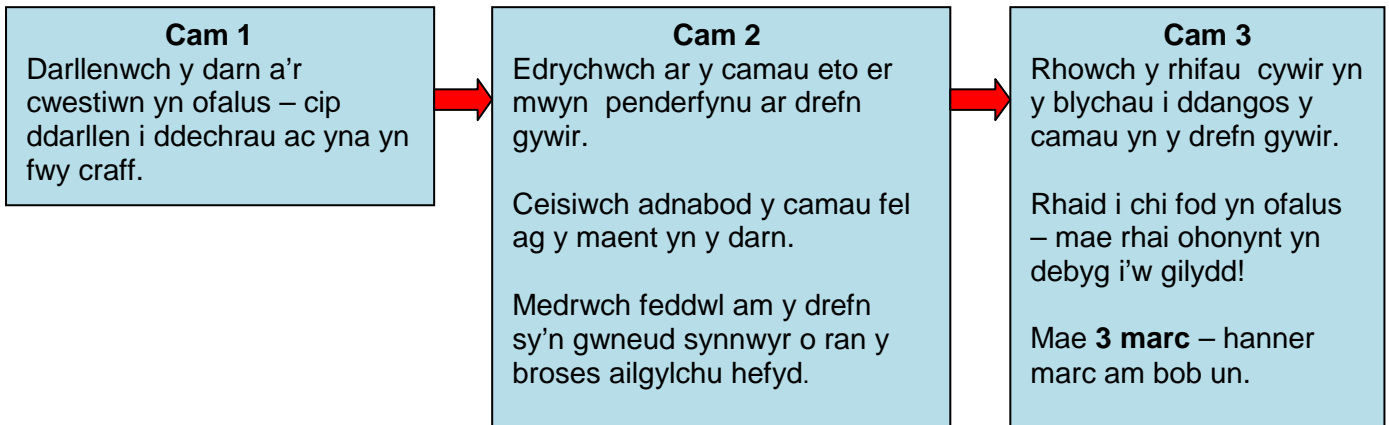 Cam 1
Darllenwch y darn a'r
cwestiwn yn ofalus – cip
ddarllen i ddechrau ac yna yn
fwy craff.
Cam 2
Edrychwch ar y camau eto er
mwyn penderfynu ar drefn
gywir.
Ceisiwch adnabod y camau fel
ag y maent yn y darn.
Medrwch feddwl am y drefn
sy'n gwneud synnwyr o ran y
broses ailgylchu hefyd.
Cam 3
Rhowch y rhifau cywir yn
y blychau i ddangos y
camau yn y drefn gywir.
Rhaid i chi fod yn ofalus
– mae rhai ohonynt yn
debyg i'w gilydd!
Mae 3 marc – hanner
marc am bob un.